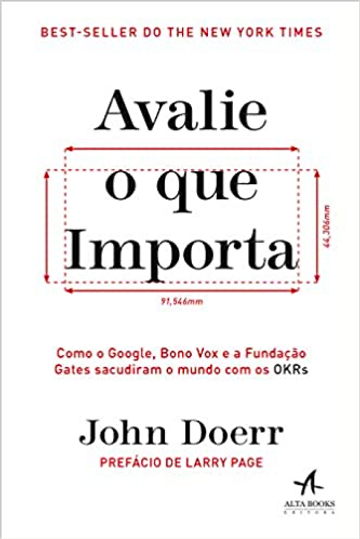 BEST-SELLER DO THE NEW YORK TIMES
Avalie
o que
Importa
44,306mm
91,546mm
Como o Google, Bono Vox e a Fundação
Gates sacudiram o mundo com os OKRs
John Doerr
PREFÁCIO DE LARRY PAGE
ALTA BOOKS
EDITORA